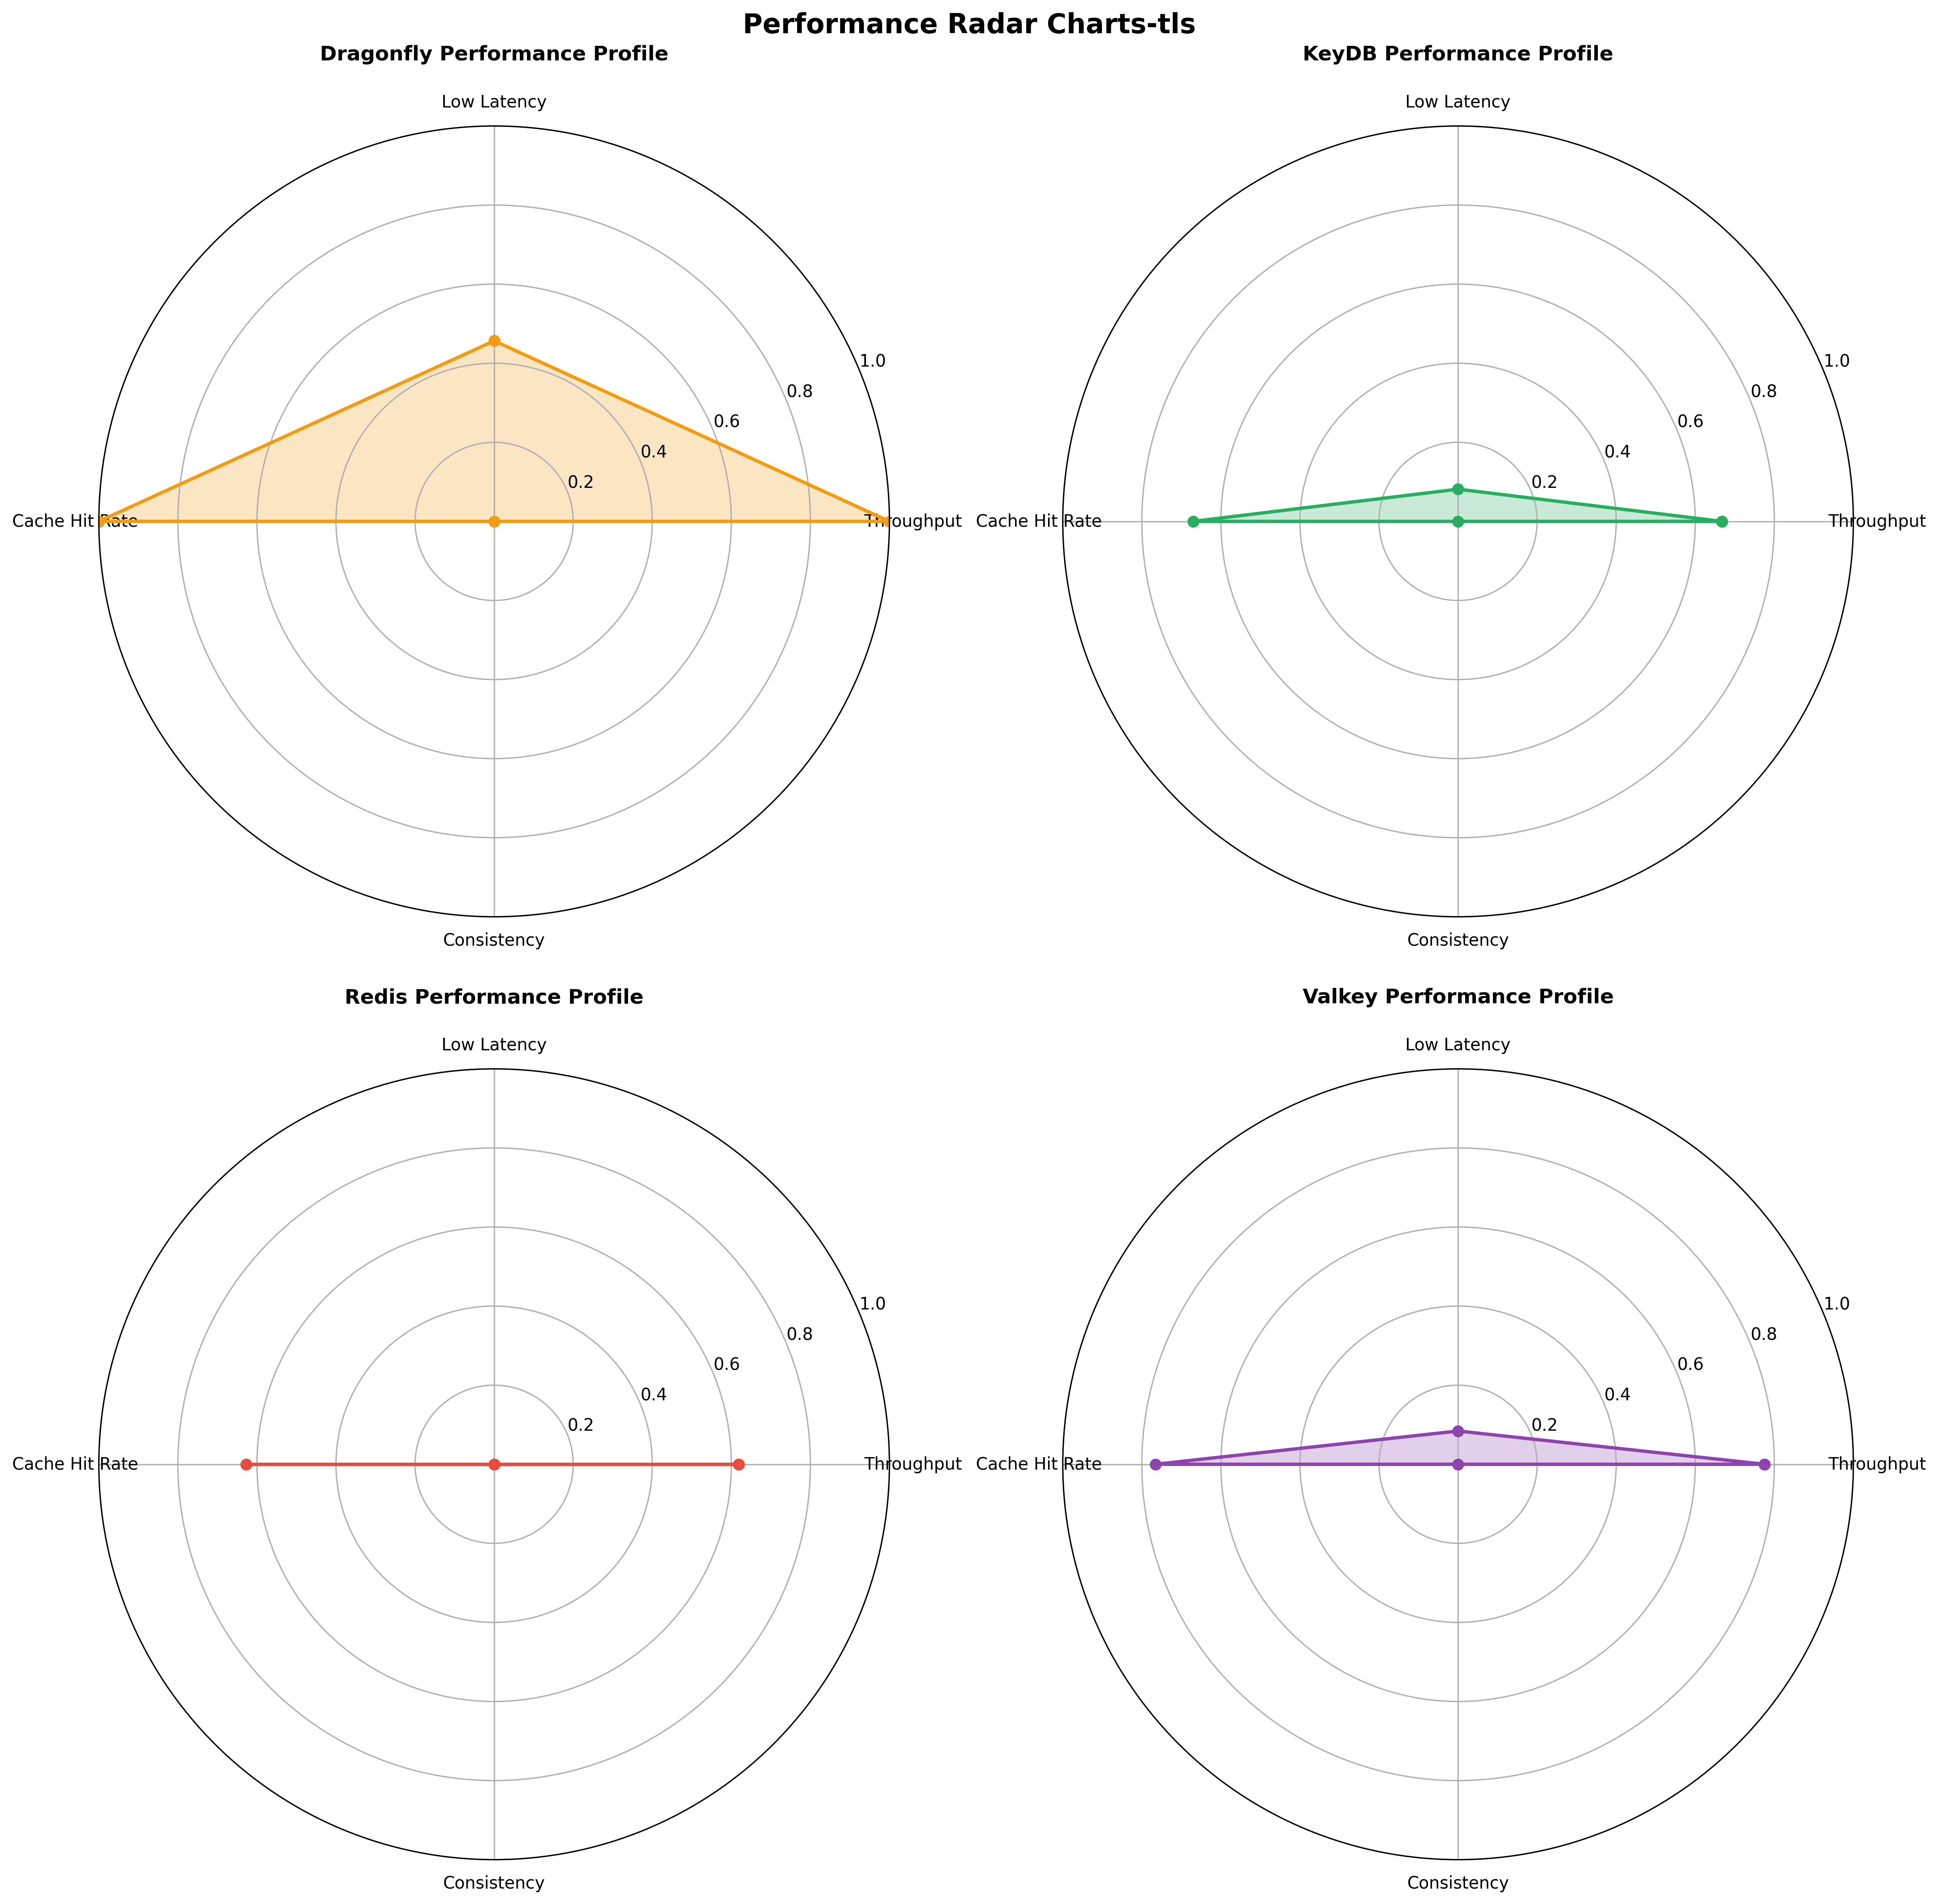 Performance Radar Charts-tls
Dragonfly Performance Profile
Low Latency
1.0
0.8
0.6
0.4
0.2
Cache Hit Rate
Throughput
Consistency
KeyDB Performance Profile
Low Latency
1.0
0.8
0.6
0.4
0.2
Cache Hit Rate
Throughput
Consistency
Redis Performance Profile
Low Latency
1.0
0.8
0.6
0.4
0.2
Cache Hit Rate
Throughput
Consistency
Valkey Performance Profile
Low Latency
1.0
0.8
0.6
0.4
0.2
Cache Hit Rate
Throughput
Consistency